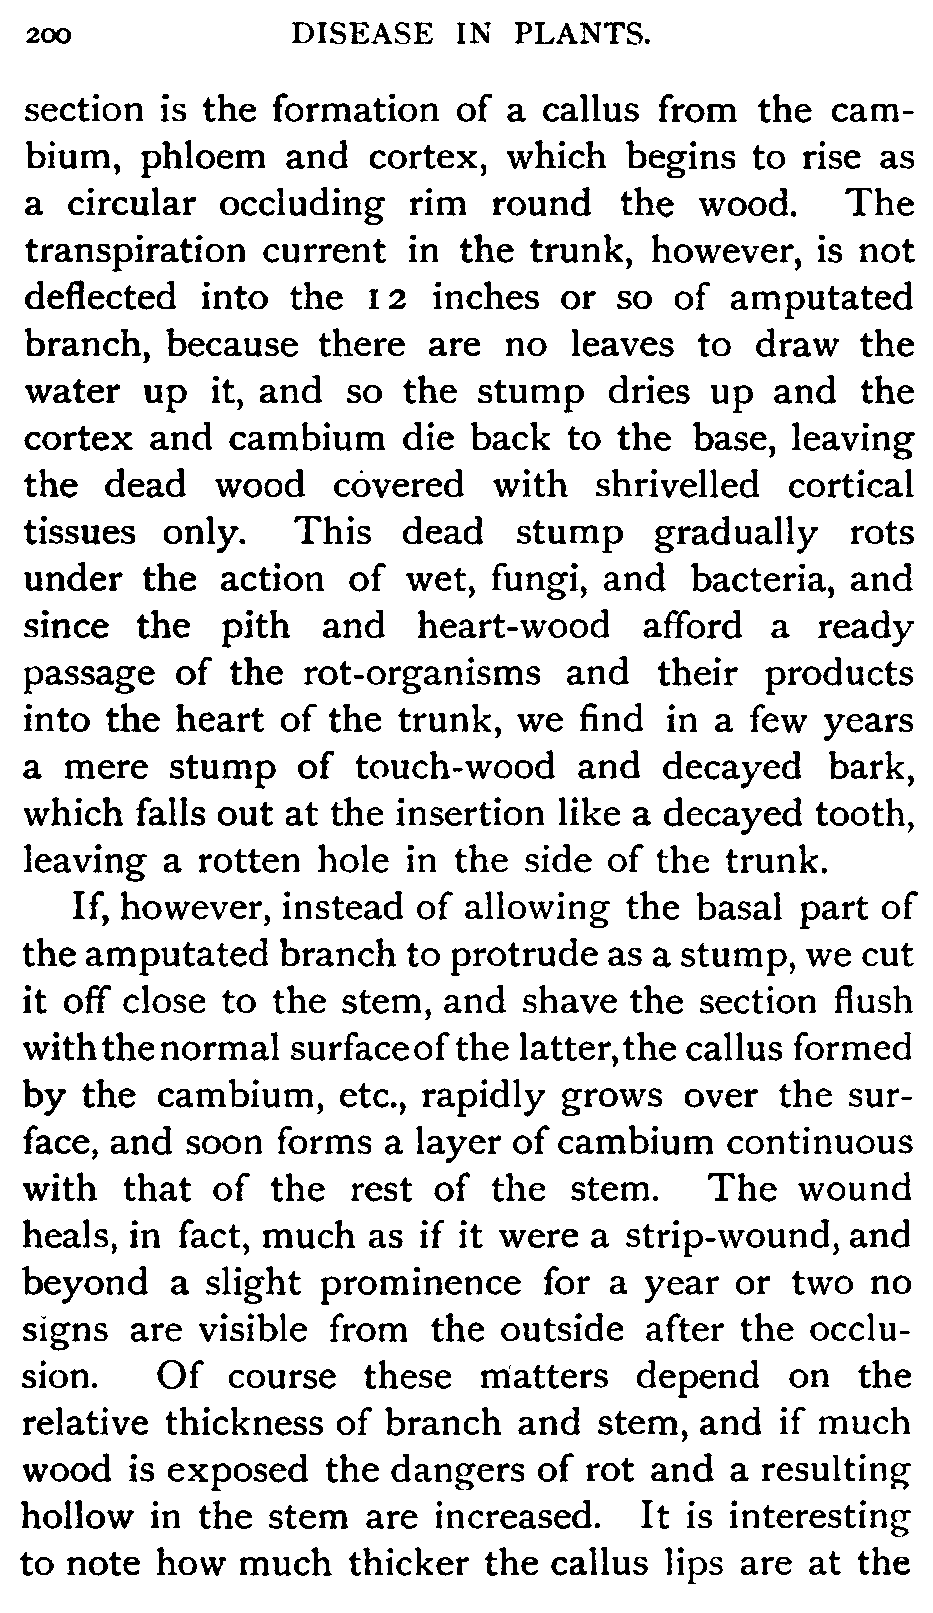 200 DISEASE IN PLANTS.
section is the formation of a callus from the cam-
bium, phloem and cortex, which begins to rise as
a circular occluding rim round the wood. The
transpiration current in the trunk, however, is not
deflected into the 12 inches or so of amputated
branch, because there are no leaves to draw the
water up it, and so the stump dries up and the
cortex and cambium die back to the base, leaving
the dead wood covered with shrivelled cortical
tissues only. This dead stump gradually rots
under the action of wet, fungi, and bacteria, and
since the pith and heart-wood afford a ready
passage of the rot-organisms and their products
into the heart of the trunk, we find in a few years
a mere stump of touch-wood and decayed bark,
which falls out at the insertion like a decayed tooth,
leaving a rotten hole in the side of the trunk.
If, however, instead of allowing the basal part of
the amputated branch to protrude as a stump, we cut
it off close to the stem, and shave the section flush
with the normal surface of the latter, the callus formed
by the cambium, etc., rapidly grows over the sur-
face, and soon forms a layer of cambium continuous
with that of the rest of the stem. The wound
heals, in fact, much as if it were a strip-wound, and
beyond a slight prominence for a year or two no
signs are visible from the outside after the occlu-
sion. Of course these matters depend on the
relative thickness of branch and stem, and if much
wood is exposed the dangers of rot and a resulting
hollow in the stem are increased. It is interesting
to note how much thicker the callus lips are at the